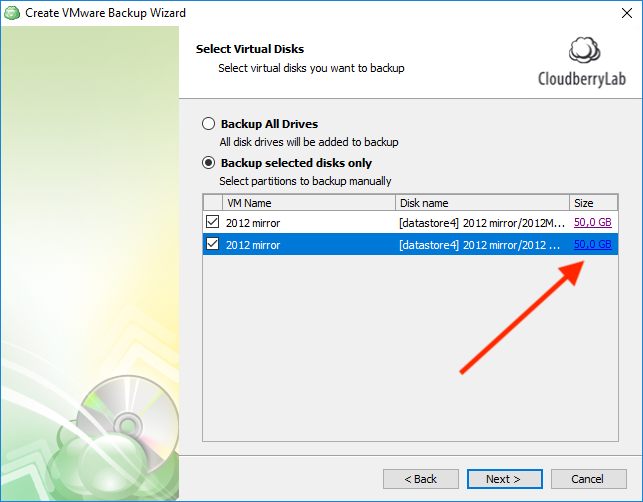 Create VMware Backup Wizard
Select Virtual Disks
Select virtual disks you want to backup
CloudberryLab
Backup All Drives
All disk drives will be added to backup
Backup selected disks only
Select partitions to backup manually
VM Name Disk name Size
2012 mirror [datastore4] 2012 mirror/2012M... 50,0 GB
2012 mirror [datastore4] 2012 mirror/2012 ... 50,0 GB
< Back Next > Cancel